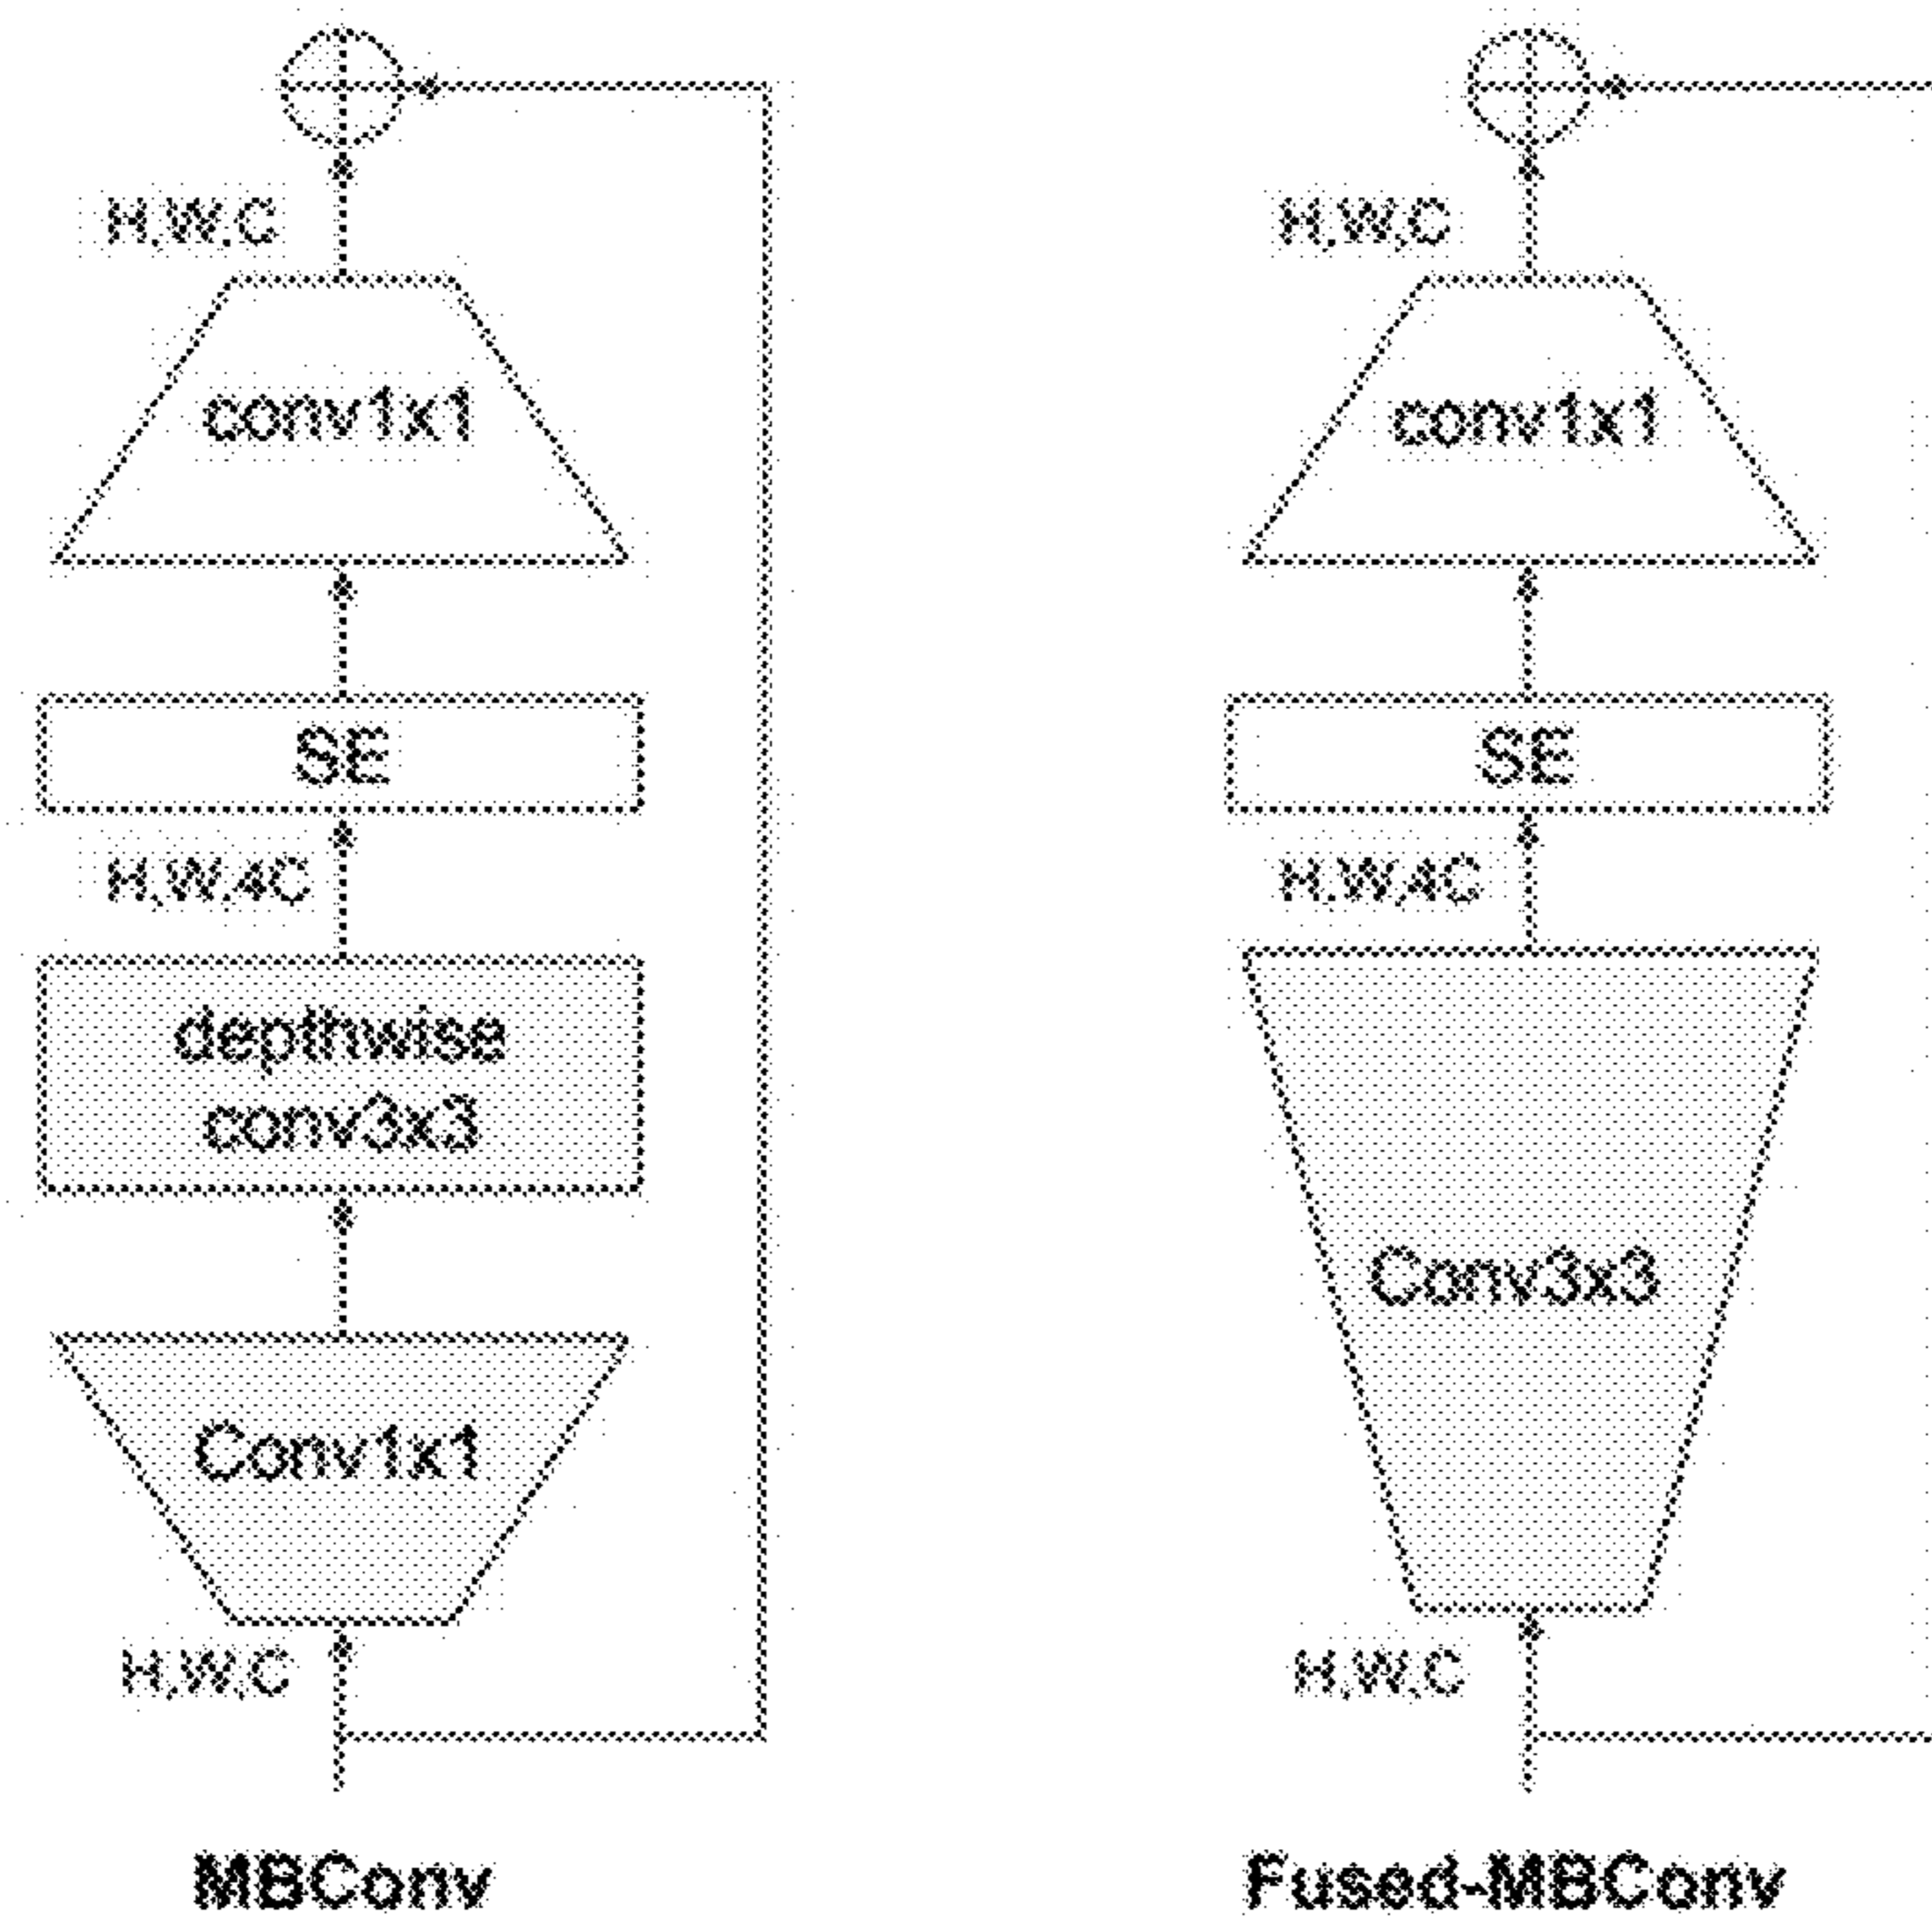 H,W,C
conv1x1
SE
H,W,4C
depthwise
conv3x3
Conv1x1
H,W,C
MBConv
H,W,C
conv1x1
SE
H,W,4C
Conv3x3
H,W,C
Fused-MBConv